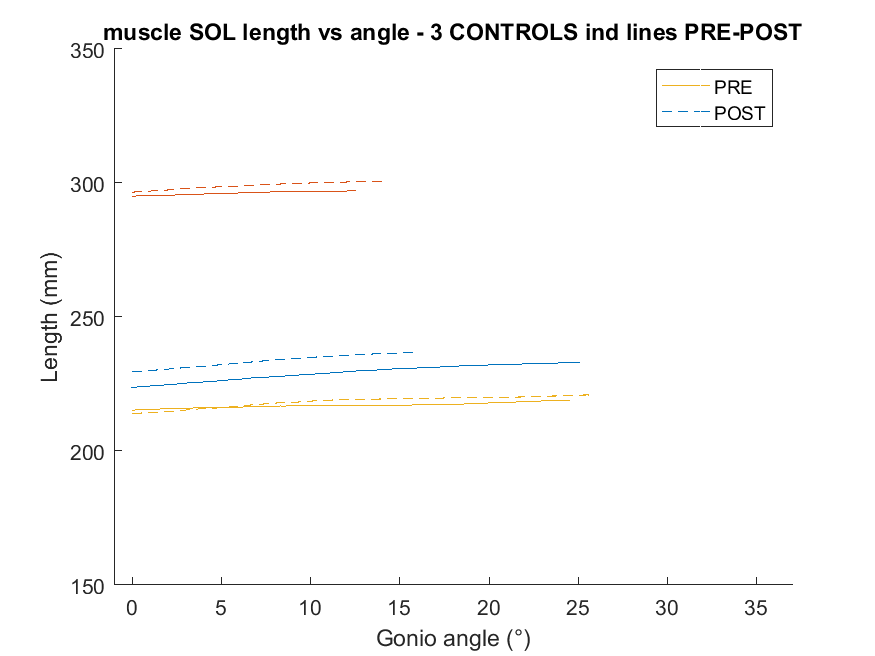 muscle SOL length vs angle - 3 CONTROLS ind lines PRE-POST
350
PRE
POST
300
250
200
150
Length (mm)
0 5 10 15 20 25 30 35
Gonio angle (°)